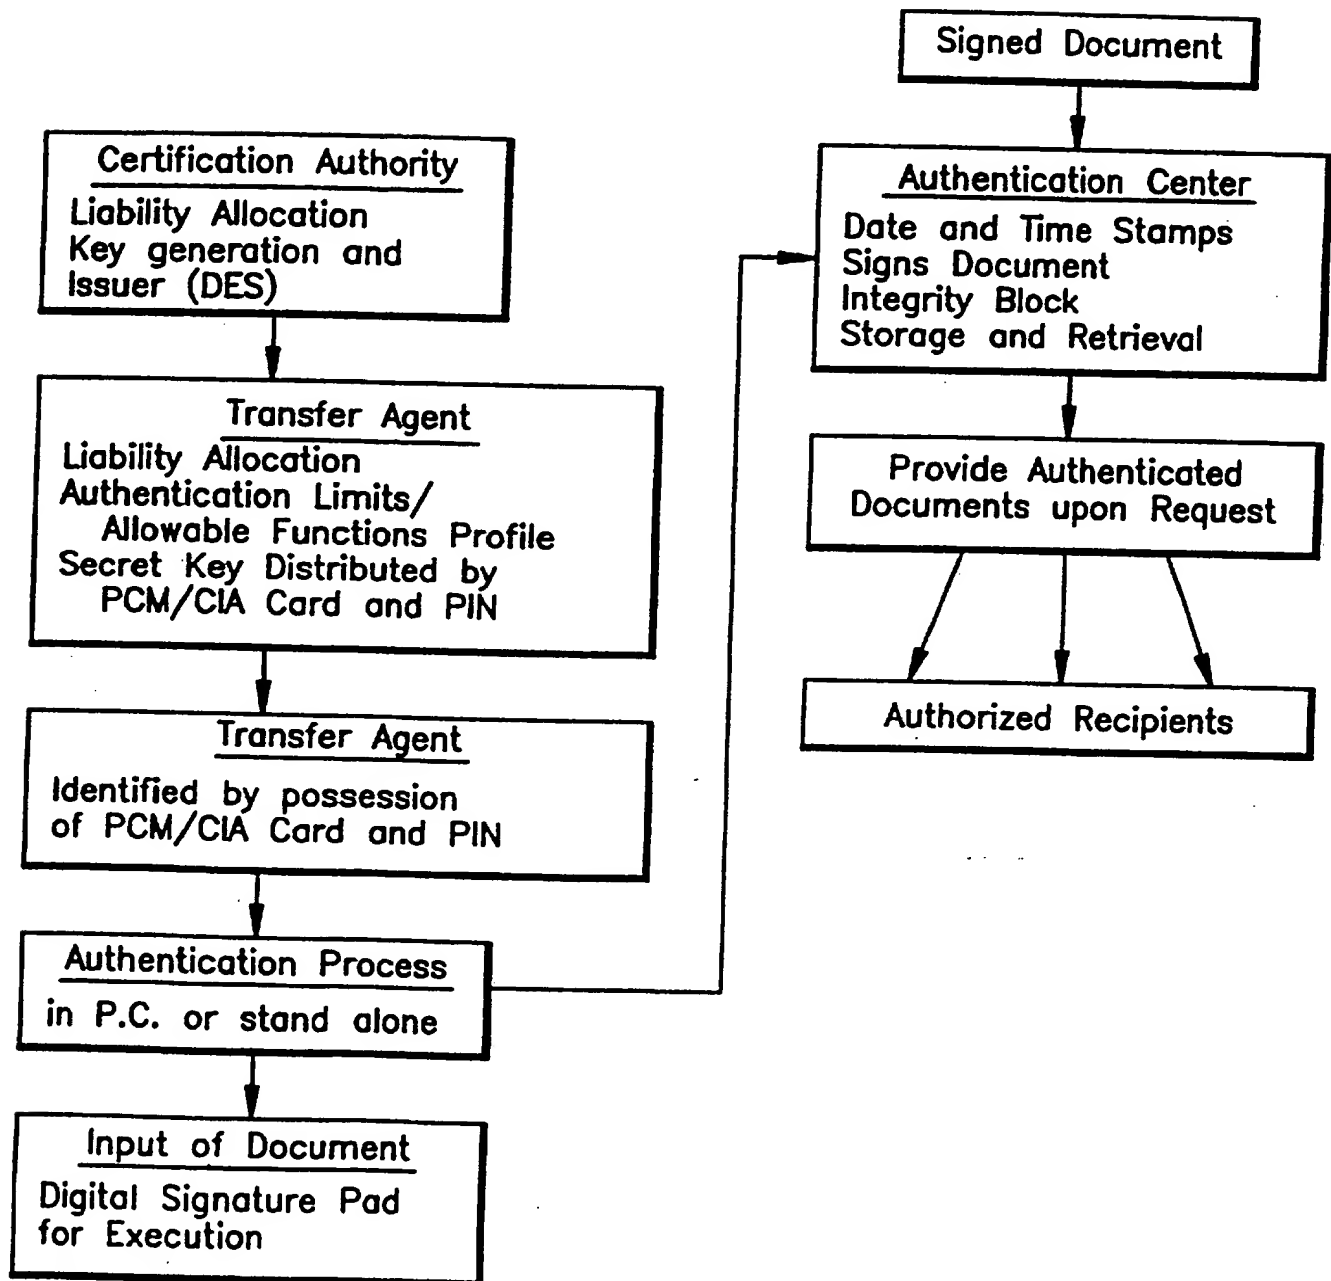 Certification Authority
Liability Allocation
Key generation and
Issuer (DES)
Transfer Agent
Liability Allocation
Authentication Limits/
Allowable Functions Profile
Secret Key Distributed by
PCM/CIA Card and PIN
Transfer Agent
Identified by possession
of PCM/CIA Card and PIN
Authentication Process
in P.C. or stand alone
Input of Document
Digital Signature Pad
for Execution
Signed Document
Authentication Center
Date and Time Stamps
Signs Document
Integrity Block
Storage and Retrieval
Provide Authenticated
Documents upon Request
Authorized Recipients